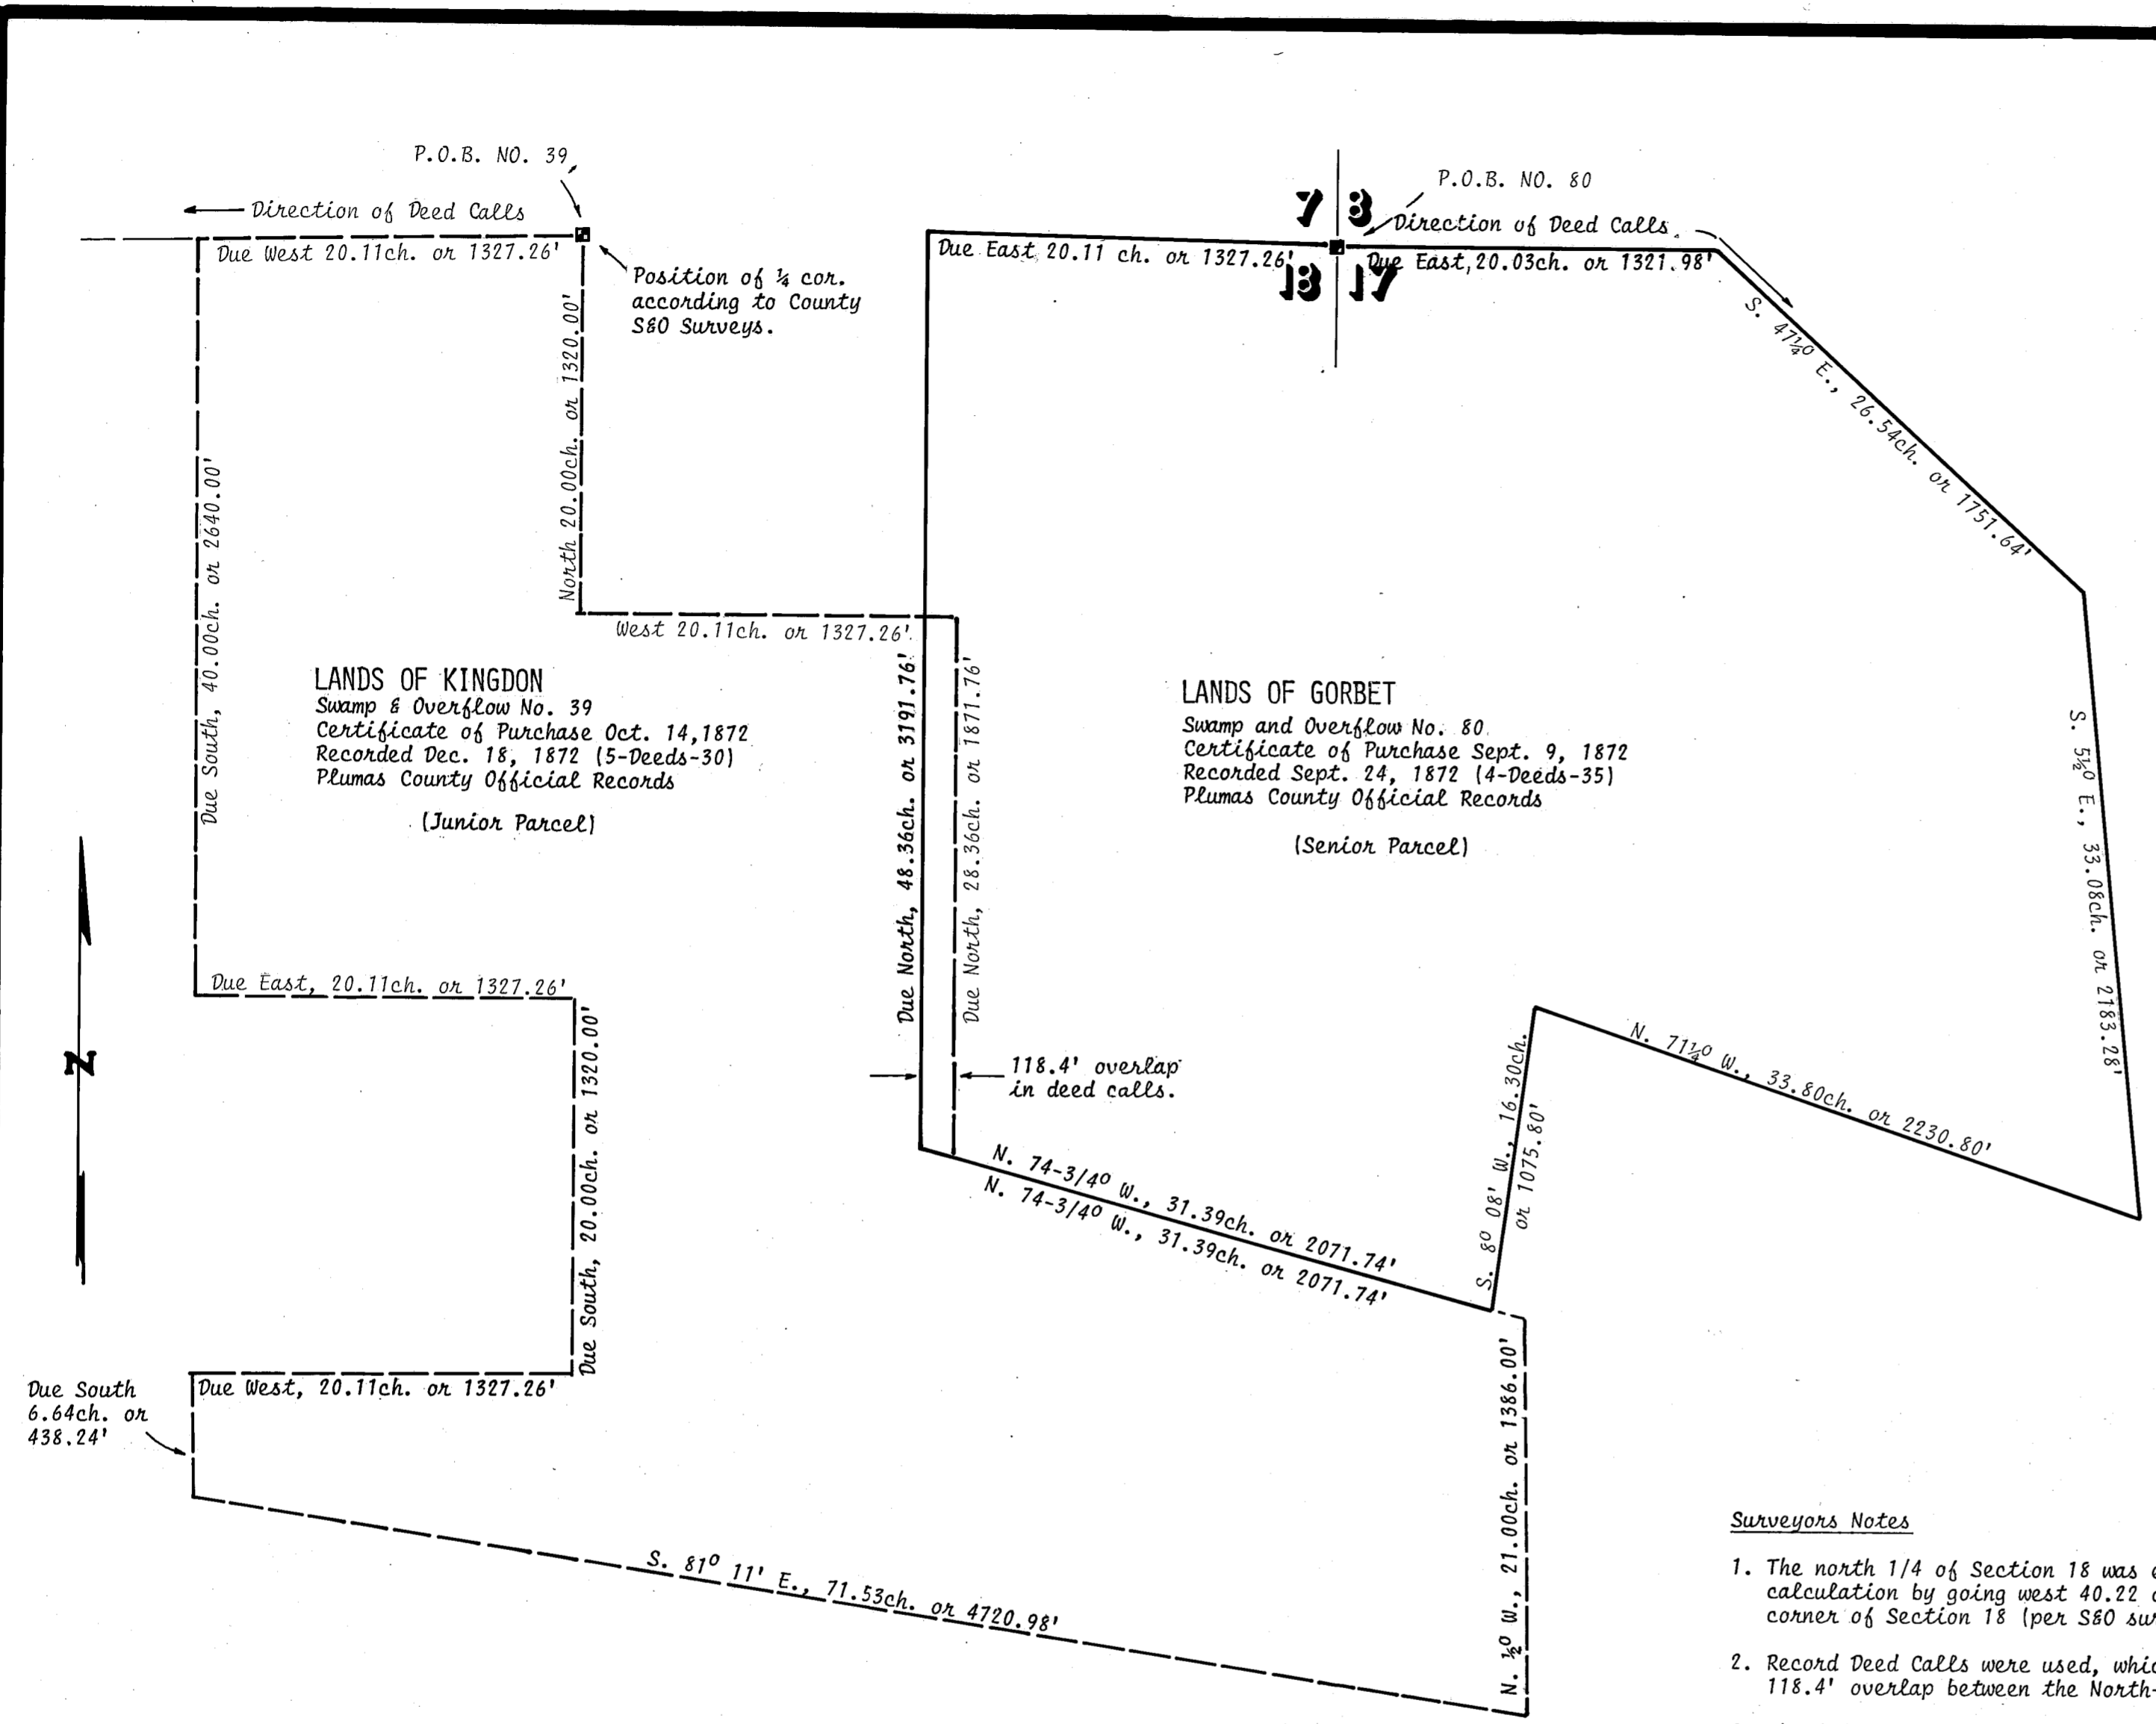 P.O.B. NO. 39
Direction of Deed Calls
Due West 20.11ch. or 1327.26'
Position of ¼ cor.
according to County
S&O Surveys.
North 20.00ch. or 1320.00'
Due South, 40.00ch. or 2640.00'
West 20.11ch. or 1327.26'
LANDS OF KINGDON
Swamp & Overflow No. 39
Certificate of Purchase Oct. 14,1872
Recorded Dec. 18, 1872 (5-Deeds-30)
Plumas County Official Records
(Junior Parcel)
Due East, 20.11ch. or 1327.26'
Due South, 20.00ch. or 1320.00'
Due West, 20.11ch. or 1327.26'
Due South
6.64ch. or
438.24'
S. 81° 11' E., 71.53ch. or 4720.98'
N. ½° W., 21.00ch. or 1386.00'
N
P.O.B. NO. 80
7 8
Direction of Deed Calls
Due East, 20.11 ch. or 1327.26'
Due East, 20.03ch. or 1321.98'
18 17
S. 47¼° E., 26.54ch. or 1751.64'
S. 5½° E., 33.08ch. or 2183.28'
N. 71¼° W., 33.80ch. or 2230.80'
S. 8° 08' W., 16.30ch.
or 1075.80'
N. 74-3/4° W., 31.39ch. or 2071.74'
N. 74-3/4° W., 31.39ch. or 2071.74'
Due North, 48.36ch. or 3191.76'
Due North, 28.36ch. or 1871.76'
118.4' overlap
in deed calls.
LANDS OF GORBET
Swamp and Overflow No. 80
Certificate of Purchase Sept. 9, 1872
Recorded Sept. 24, 1872 (4-Deeds-35)
Plumas County Official Records
(Senior Parcel)
Surveyors Notes
1. The north 1/4 of Section 18 was
calculation by going west 40.22
corner of Section 18 (per S&O
2. Record Deed Calls were used,
118.4' overlap between the North-